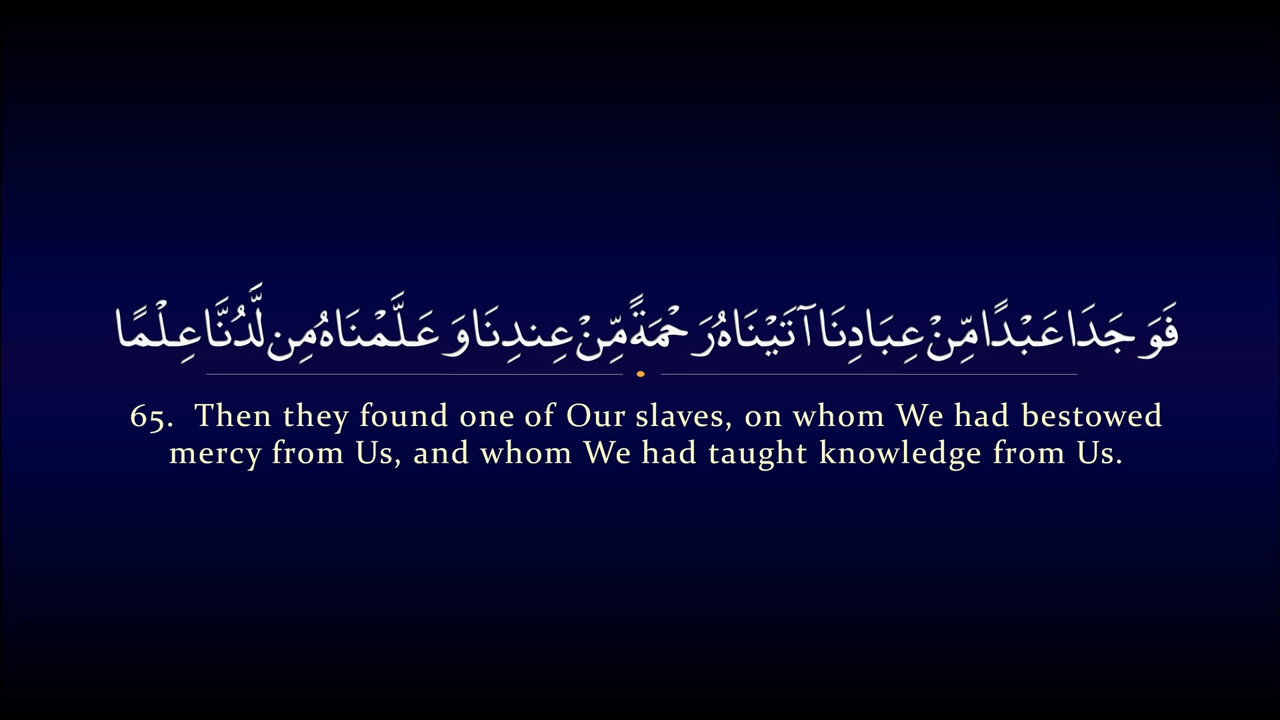 فَوَجَدَا عَبْدًا مِّنْ عِبَادِنَا آتَيْنَاهُ رَحْمَةً مِّنْ عِندِنَا وَعَلَّمْنَاهُ مِن لَّدُنَّا عِلْمًا
65. Then they found one of Our slaves, on whom We had bestowed
mercy from Us, and whom We had taught knowledge from Us.